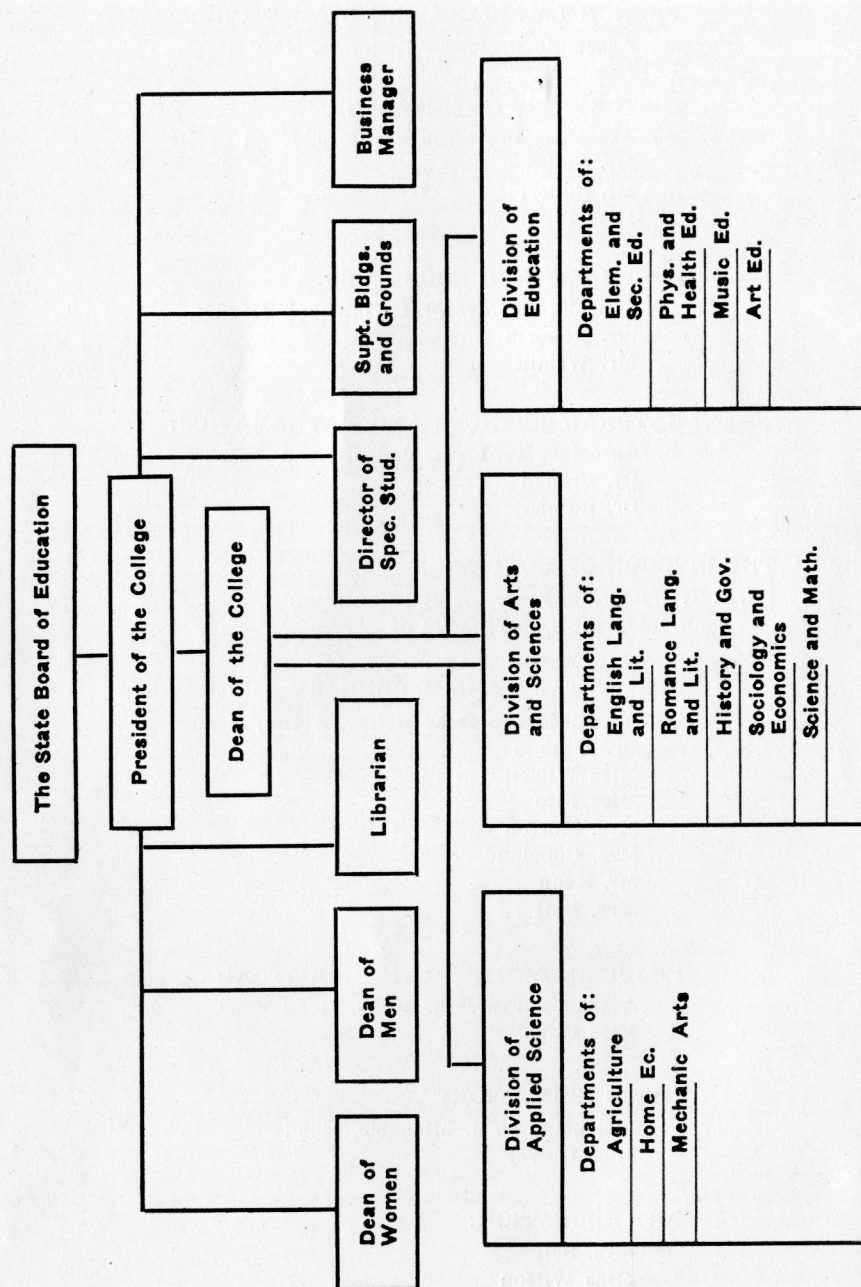 The State Board of Education
President of the College
Dean of the College
Dean of
Women
Dean of
Men
Librarian
Director of
Spec. Stud.
Supt. Bldgs.
and Grounds
Business
Manager
Division of
Applied Science
Departments of:
Agriculture
Home Ec.
Mechanic Arts
Division of Arts
and Sciences
Departments of:
English Lang.
and Lit.
Romance Lang,
and Lit.
History and Gov.
Sociology and
Economics
Science and Math.
Division of
Education
Departments of:
Elem. and
Sec. Ed.
Phys. and
Health Ed.
Music Ed.
Art Ed.